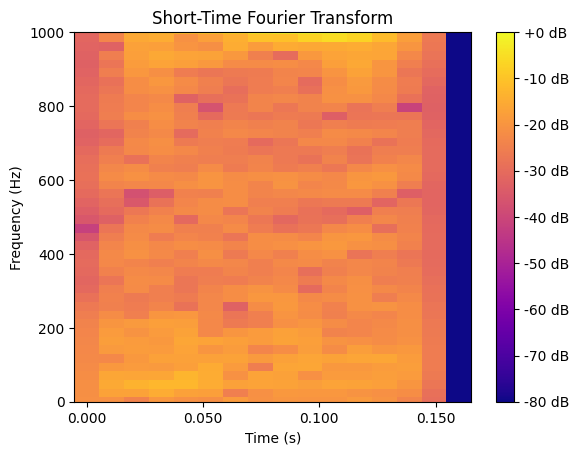 Short-Time Fourier Transform
1000
800
600
400
200
0
Frequency (Hz)
0.000
0.050
0.100
0.150
Time (s)
+0 dB
-10 dB
-20 dB
-30 dB
-40 dB
-50 dB
-60 dB
-70 dB
-80 dB